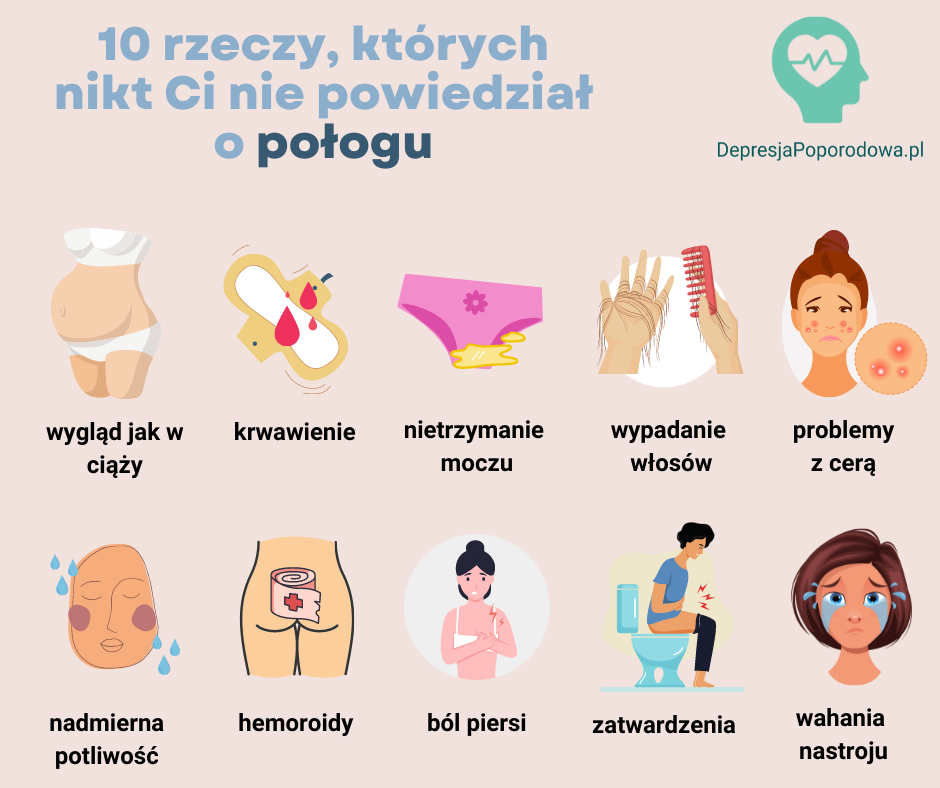 10 rzeczy, których
nikt Ci nie powiedział
o połogu
DepresjaPoporodowa.pl
wygląd jak w
ciąży
krwawienie
nietrzymanie
moczu
wypadanie
włosów
problemy
z cerą
nadmierna
potliwość
hemoroidy
ból piersi
zatwardzenia
wahania
nastroju